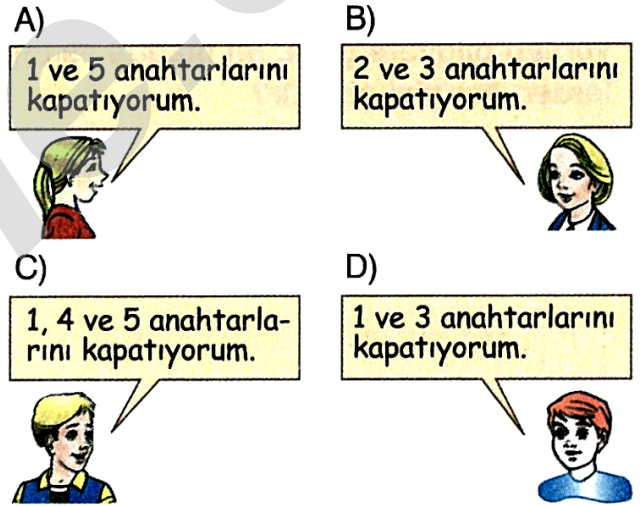 A)
1 ve 5 anahtarlarını
kapatıyorum.
B)
2 ve 3 anahtarlarını
kapatıyorum.
C)
1, 4 ve 5 anahtarla-
rını kapatıyorum.
D)
1 ve 3 anahtarlarını
kapatıyorum.